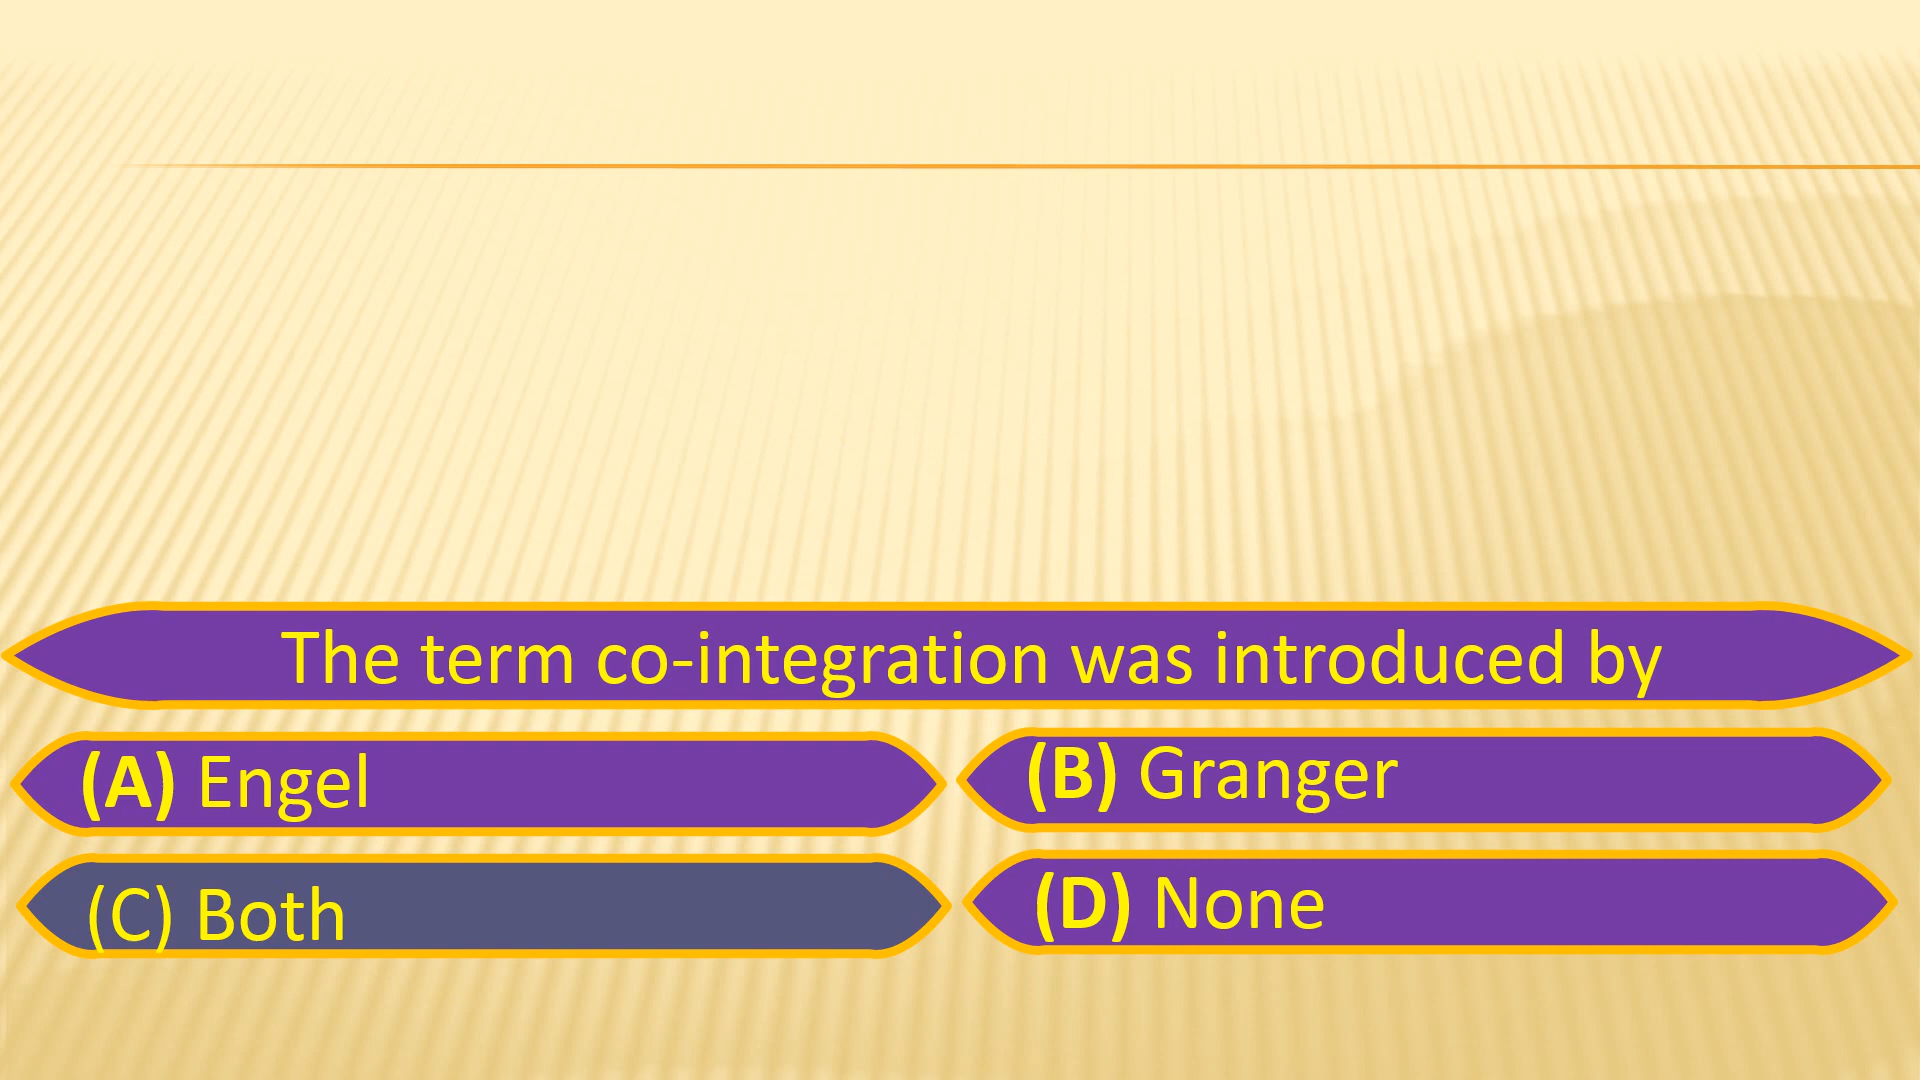 The term co-integration was introduced by
(A) Engel
(B) Granger
(C) Both
(D) None